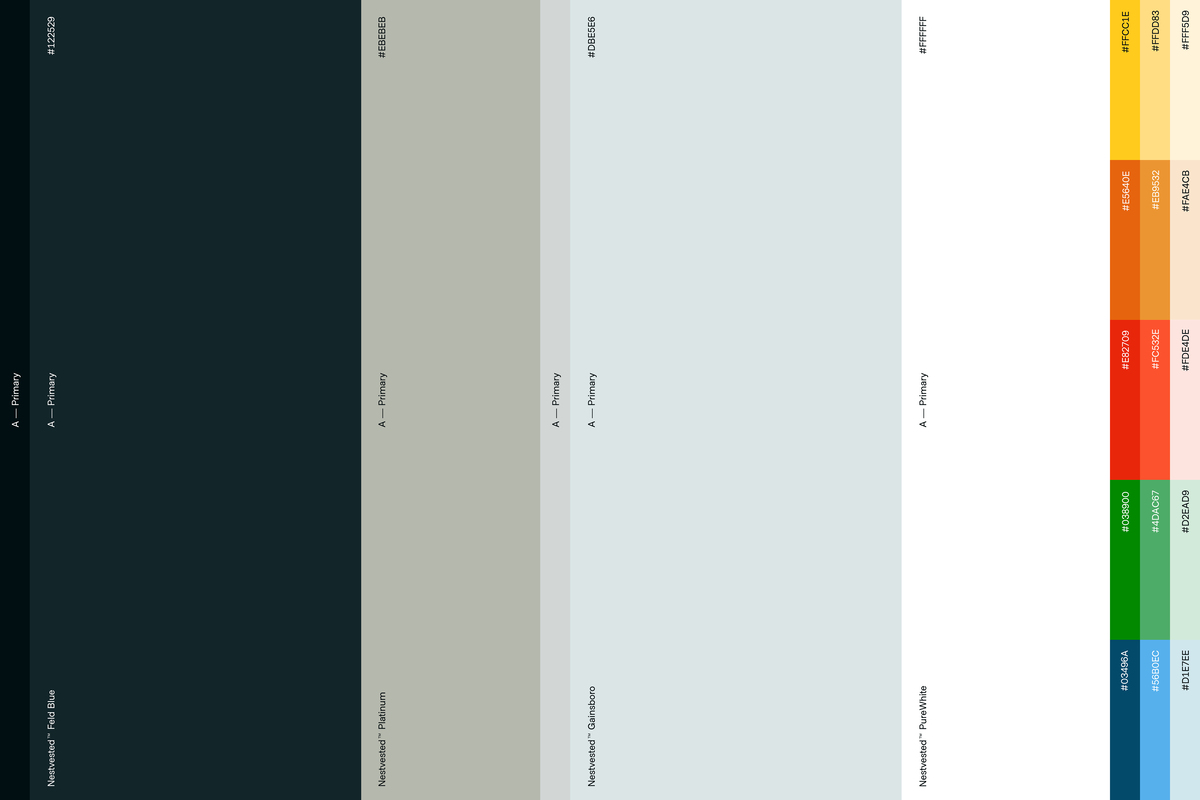 A — Primary
#122529
A — Primary
Nestvested™ Feld Blue
#EBEBEB
A — Primary
Nestvested™ Platinum
A — Primary
#DBE5E6
A — Primary
Nestvested™ Gainsboro
#FFFFFF
A — Primary
Nestvested™ PureWhite
#FFCC1E
#FFDD83
#FFF5D9
#E5640E
#EB9532
#FAE4CB
#E82709
#FC532E
#FDE4DE
#038900
#4DAC67
#D2EAD9
#03496A
#56B0EC
#D1E7EE